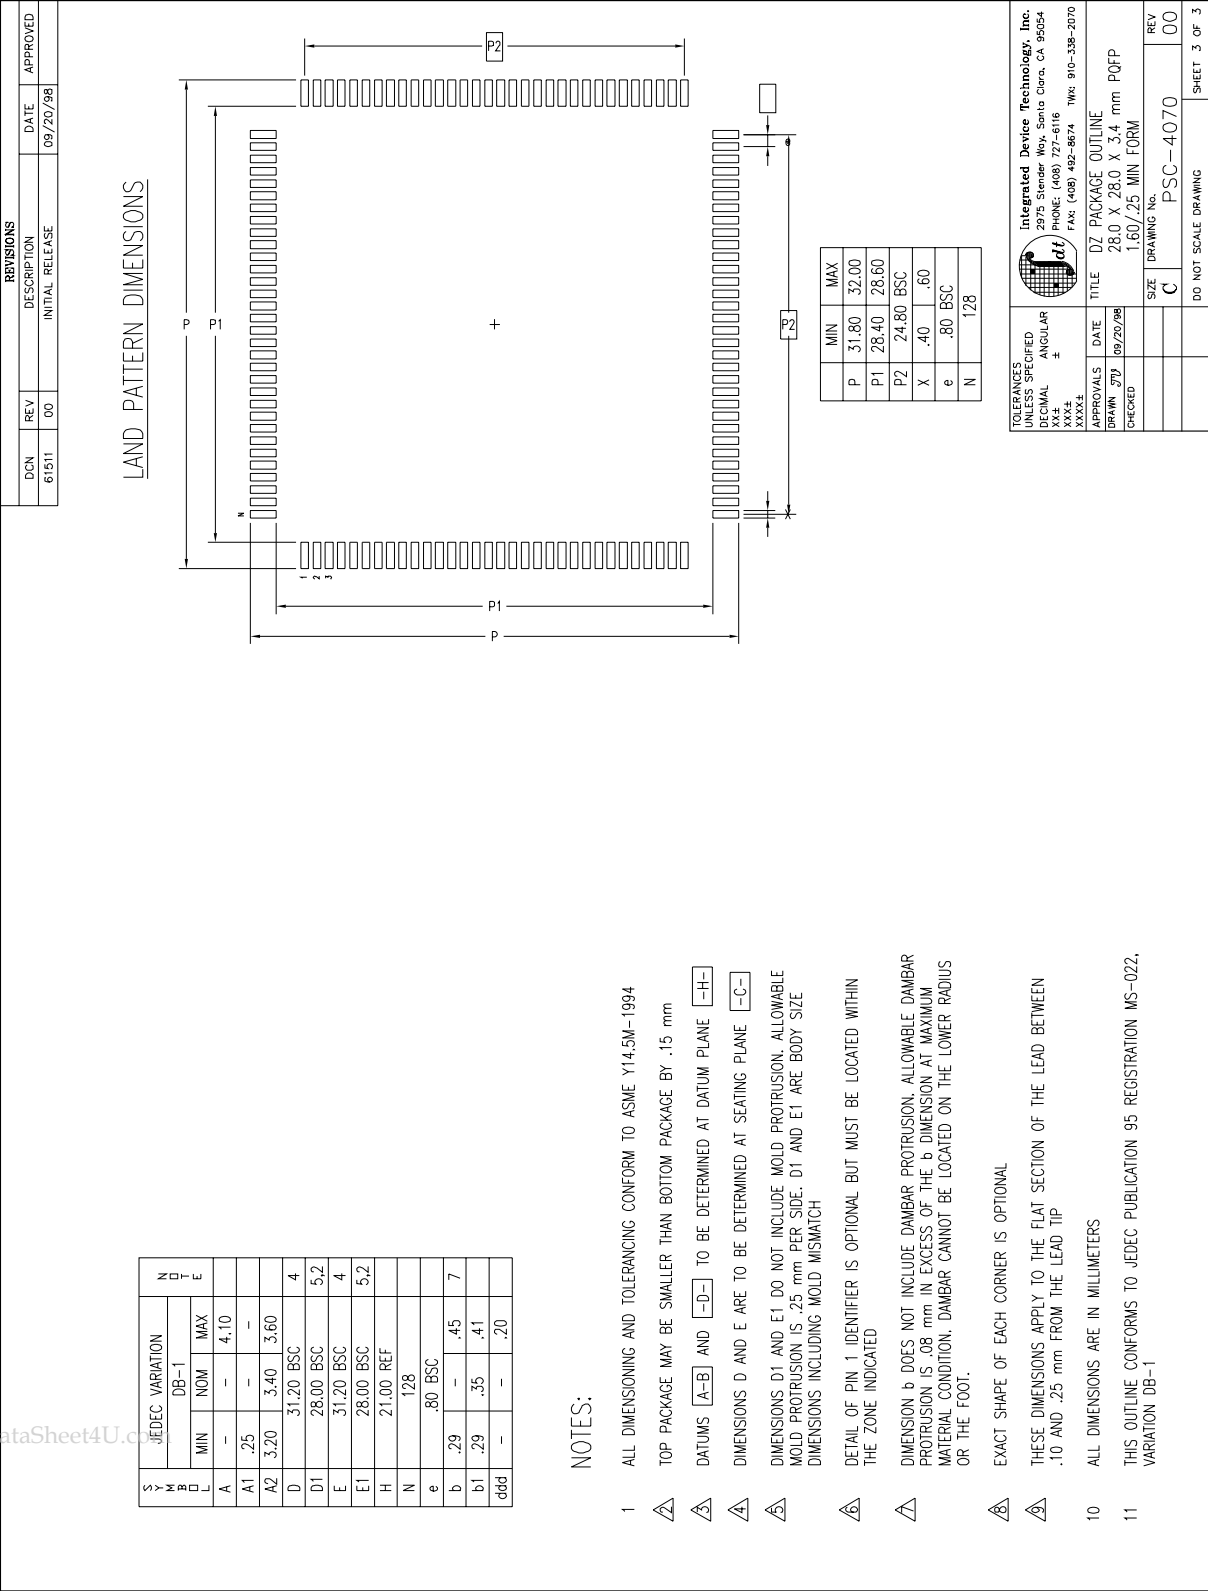 REVISIONS
DCN REV DESCRIPTION DATE APPROVED
61511 00 INITIAL RELEASE 09/20/98
LAND PATTERN DIMENSIONS
P2
P
P1
P2
P1
P
N
1
2
3
X
e
MIN MAX
P 31.80 32.00
P1 28.40 28.60
P2 24.80 BSC
X .40 .60
e .80 BSC
N 128
SYMBOL JEDEC VARIATION NOTE
DB-1
MIN NOM MAX
A - - 4.10
A1 .25 - -
A2 3.20 3.40 3.60
D 31.20 BSC 4
D1 28.00 BSC 5,2
E 31.20 BSC 4
E1 28.00 BSC 5,2
H 21.00 REF
N 128
e .80 BSC
b .29 - .45 7
b1 .29 .35 .41
ddd - - .20
NOTES:
1 ALL DIMENSIONING AND TOLERANCING CONFORM TO ASME Y14.5M-1994
2 TOP PACKAGE MAY BE SMALLER THAN BOTTOM PACKAGE BY .15 mm
3 DATUMS A-B AND -D- TO BE DETERMINED AT DATUM PLANE -H-
4 DIMENSIONS D AND E ARE TO BE DETERMINED AT SEATING PLANE -C-
5 DIMENSIONS D1 AND E1 DO NOT INCLUDE MOLD PROTRUSION. ALLOWABLE
MOLD PROTRUSION IS .25 mm PER SIDE. D1 AND E1 ARE BODY SIZE
DIMENSIONS INCLUDING MOLD MISMATCH
6 DETAIL OF PIN 1 IDENTIFIER IS OPTIONAL BUT MUST BE LOCATED WITHIN
THE ZONE INDICATED
7 DIMENSION b DOES NOT INCLUDE DAMBAR PROTRUSION. ALLOWABLE DAMBAR
PROTRUSION IS .08 mm IN EXCESS OF THE b DIMENSION AT MAXIMUM
MATERIAL CONDITION. DAMBAR CANNOT BE LOCATED ON THE LOWER RADIUS
OR THE FOOT.
8 EXACT SHAPE OF EACH CORNER IS OPTIONAL
9 THESE DIMENSIONS APPLY TO THE FLAT SECTION OF THE LEAD BETWEEN
.10 AND .25 mm FROM THE LEAD TIP
10 ALL DIMENSIONS ARE IN MILLIMETERS
11 THIS OUTLINE CONFORMS TO JEDEC PUBLICATION 95 REGISTRATION MS-022,
VARIATION DB-1
TOLERANCES
UNLESS SPECIFIED
DECIMAL ANGULAR
XX± ±
XXX±
XXXX±
APPROVALS DATE
DRAWN TV 09/20/98
CHECKED
idt
Integrated Device Technology, Inc.
2975 Stender Way, Santa Clara, CA 95054
PHONE: (408) 727-6116
FAX: (408) 492-8674 TWX: 910-338-2070
TITLE DZ PACKAGE OUTLINE
28.0 X 28.0 X 3.4 mm PQFP
1.60/.25 MIN FORM
SIZE DRAWING No. REV
C PSC-4070 00
DO NOT SCALE DRAWING SHEET 3 OF 3
ataSheet4U.com